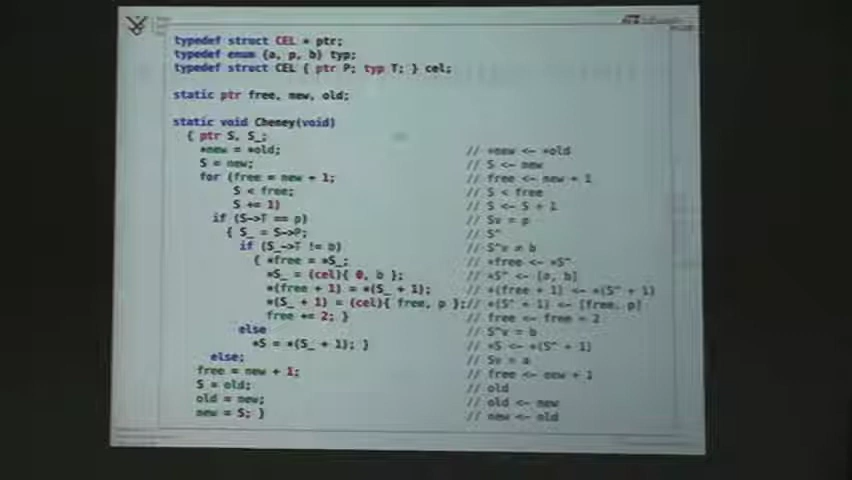 typedef struct CEL * ptr;
typedef enum {a, p, b} typ;
typedef struct CEL { ptr P; typ T; } cel;
static ptr free, new, old;
static void Cheney(void)
{ ptr S, S_;
*new = *old; // *new <- *old
S = new; // S <- new
for (free = new + 1; // free <- new + 1
S < free; // S < free
S += 1) // S <- S + 1
if (S->T == p) // Sv = p
{ S_ = S->P; // S^
if (S_->T != b) // S^v ≠ b
{ *free = *S_; // *free <- *S^
*S_ = (cel){ 0, b }; // *S^ <- [a, b]
*(free + 1) = *(S_ + 1); // *(free + 1) <- *(S^ + 1)
*(S_ + 1) = (cel){ free, p }; // *(S^ + 1) <- [free, p]
free += 2; } // free <- free + 2
else // S^v = b
*S = *(S_ + 1); } // *S <- *(S^ + 1)
else; // Sv = a
free = new + 1; // free <- new + 1
S = old; // old
old = new; // old <- new
new = S; } // new <- old